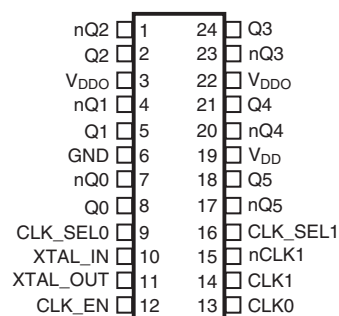 nQ2 1 24 Q3
Q2 2 23 nQ3
VDDO 3 22 VDDO
nQ1 4 21 Q4
Q1 5 20 nQ4
GND 6 19 VDD
nQ0 7 18 Q5
Q0 8 17 nQ5
CLK_SEL0 9 16 CLK_SEL1
XTAL_IN 10 15 nCLK1
XTAL_OUT 11 14 CLK1
CLK_EN 12 13 CLK0